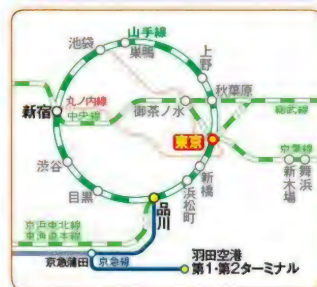 山手線
池袋
巣鴨
上野
秋葉原
丸ノ内線
新宿
中央線
御茶ノ水
総武線
東京
京葉線
渋谷
新橋
新木場
舞浜
目黒
浜松町
品川
京浜東北線
東海道本線
京急蒲田
京急線
羽田空港
第1・第2ターミナル